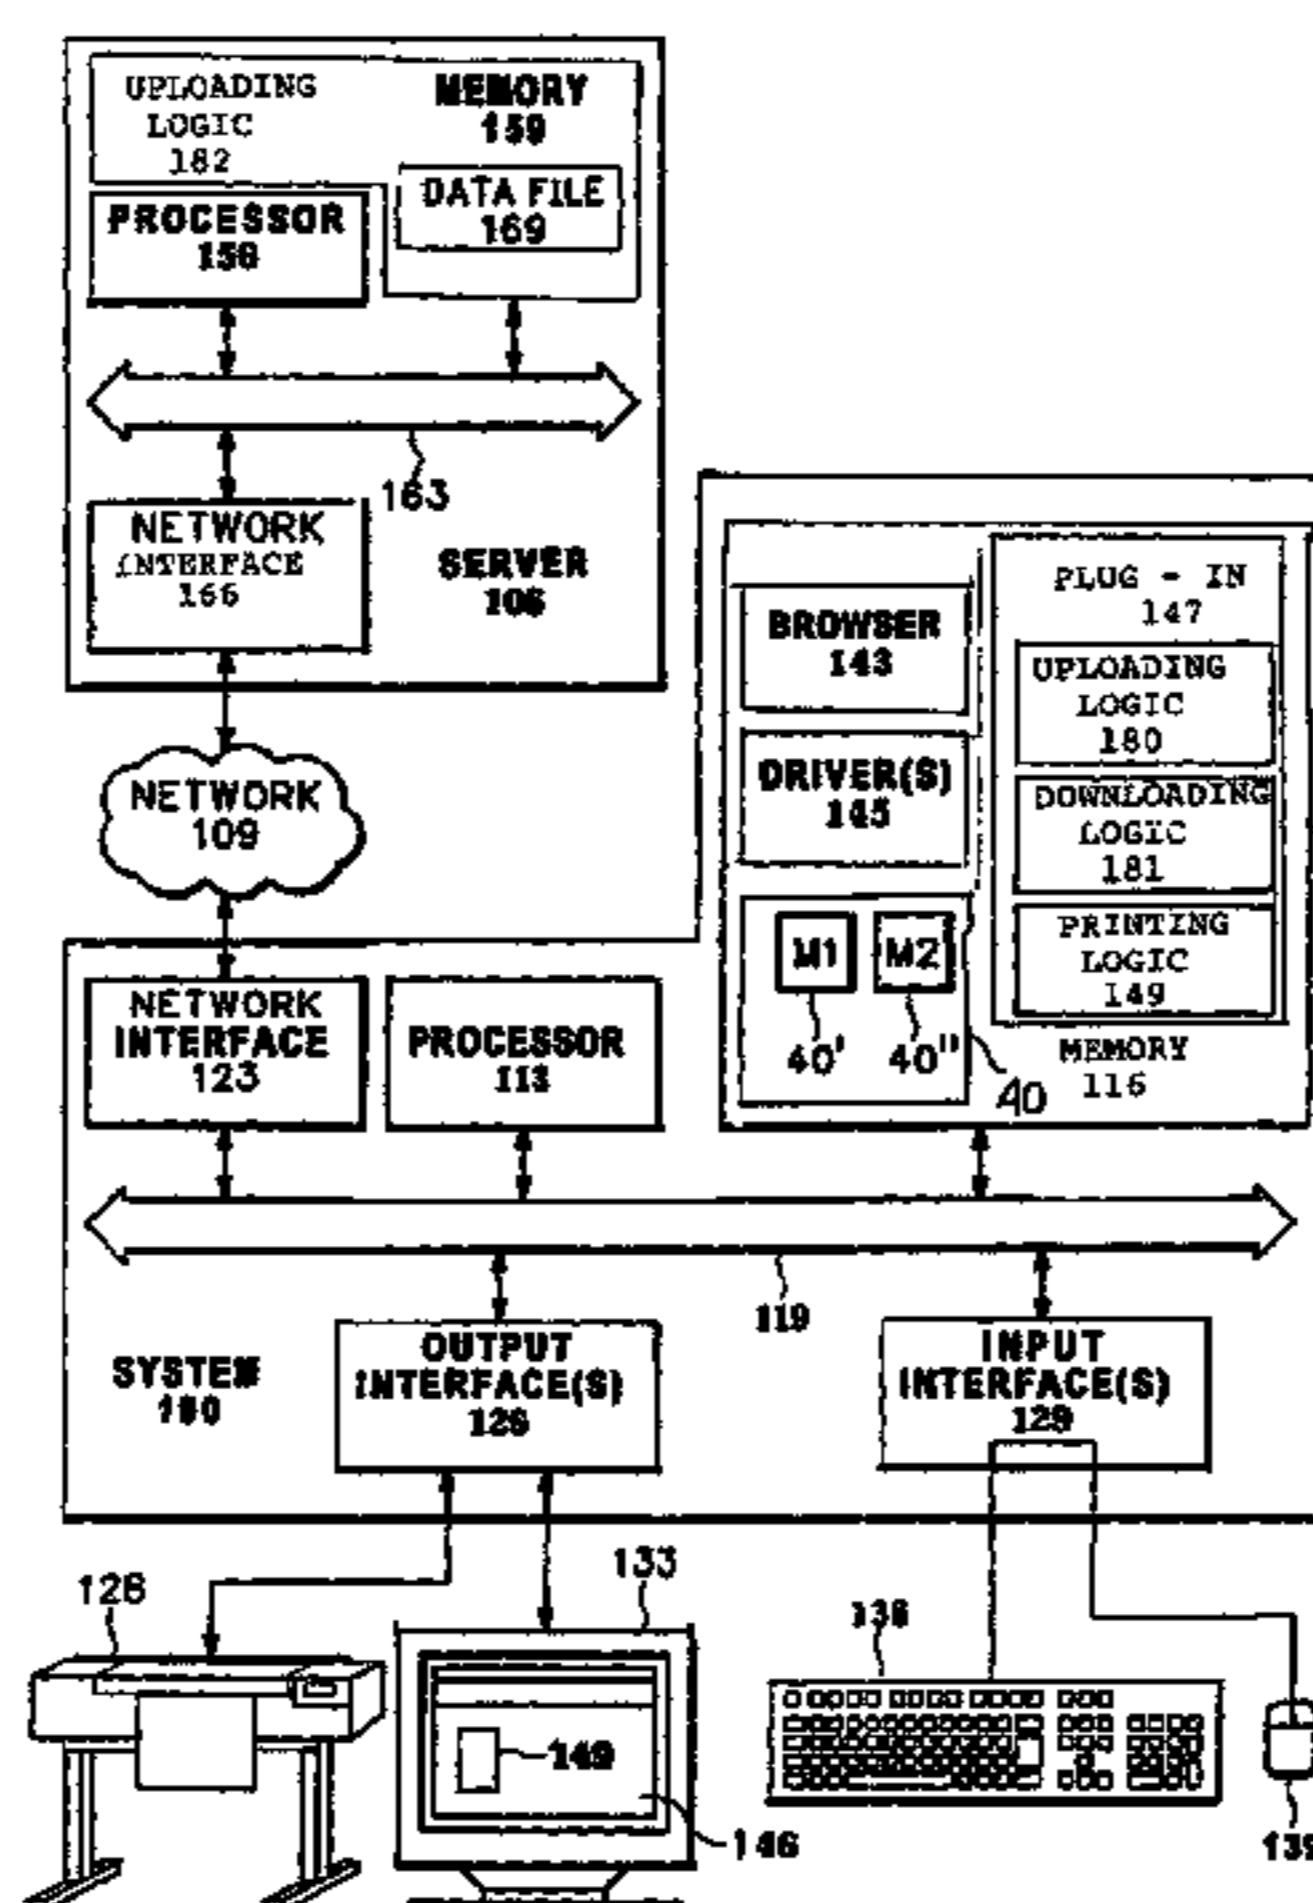 UPLOADING
LOGIC
182
MEMORY
159
DATA FILE
169
PROCESSOR
156
163
NETWORK
INTERFACE
166
SERVER
106
NETWORK
109
BROWSER
143
DRIVER(S)
145
M1
M2
40'
40"
40
PLUG - IN
147
UPLOADING
LOGIC
180
DOWNLOADING
LOGIC
181
PRINTING
LOGIC
149
MEMORY
116
NETWORK
INTERFACE
123
PROCESSOR
113
119
SYSTEM
OUTPUT
INTERFACE(S)
126
INPUT
INTERFACE(S)
129
126
133
136
149
146
139